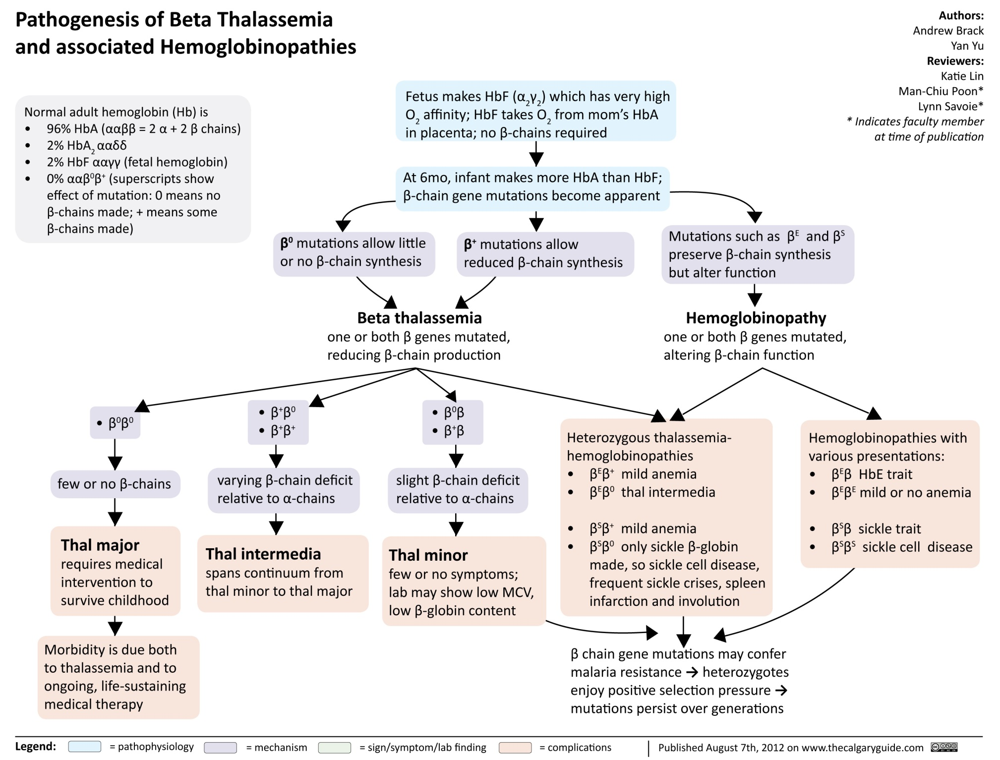 Pathogenesis of Beta Thalassemia
and associated Hemoglobinopathies
Authors:
Andrew Brack
Yan Yu
Reviewers:
Katie Lin
Man-Chiu Poon*
Lynn Savoie*
* Indicates faculty member
at time of publication
Normal adult hemoglobin (Hb) is
• 96% HbA (ααββ = 2 α + 2 β chains)
• 2% HbA₂ ααδδ
• 2% HbF ααγγ (fetal hemoglobin)
• 0% ααβ⁰β⁺ (superscripts show
effect of mutation: 0 means no
β-chains made; + means some
β-chains made)
Fetus makes HbF (α₂γ₂) which has very high
O₂ affinity; HbF takes O₂ from mom’s HbA
in placenta; no β-chains required
At 6mo, infant makes more HbA than HbF;
β-chain gene mutations become apparent
β⁰ mutations allow little
or no β-chain synthesis
β⁺ mutations allow
reduced β-chain synthesis
Mutations such as βᴱ and βˢ
preserve β-chain synthesis
but alter function
Beta thalassemia
one or both β genes mutated,
reducing β-chain production
Hemoglobinopathy
one or both β genes mutated,
altering β-chain function
• β⁰β⁰
few or no β-chains
Thal major
requires medical
intervention to
survive childhood
Morbidity is due both
to thalassemia and to
ongoing, life-sustaining
medical therapy
• β⁺β⁰
• β⁺β⁺
varying β-chain deficit
relative to α-chains
Thal intermedia
spans continuum from
thal minor to thal major
• β⁰β
• β⁺β
slight β-chain deficit
relative to α-chains
Thal minor
few or no symptoms;
lab may show low MCV,
low β-globin content
Heterozygous thalassemia-
hemoglobinopathies
• βᴱβ⁺ mild anemia
• βᴱβ⁰ thal intermedia
• βˢβ⁺ mild anemia
• βˢβ⁰ only sickle β-globin
made, so sickle cell disease,
frequent sickle crises, spleen
infarction and involution
Hemoglobinopathies with
various presentations:
• βᴱβ HbE trait
• βᴱβᴱ mild or no anemia
• βˢβ sickle trait
• βˢβˢ sickle cell disease
β chain gene mutations may confer
malaria resistance → heterozygotes
enjoy positive selection pressure →
mutations persist over generations
Legend: = pathophysiology = mechanism = sign/symptom/lab finding = complications Published August 7th, 2012 on www.thecalgaryguide.com